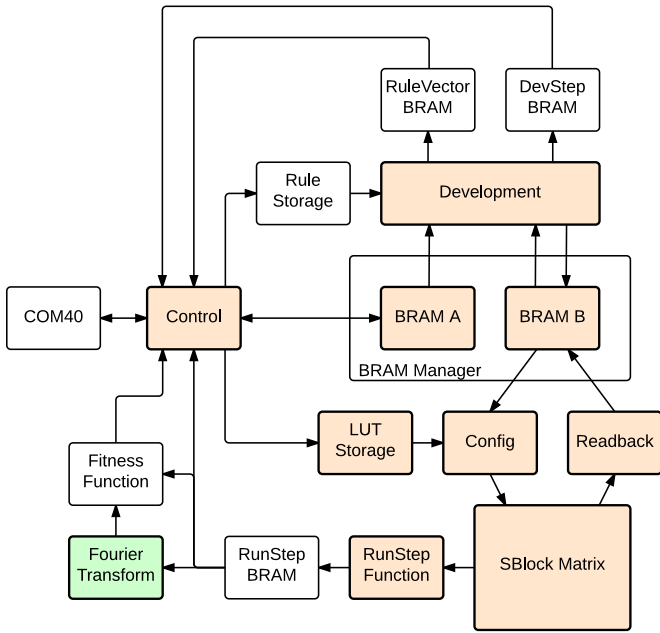 RuleVector
BRAM
DevStep
BRAM
Rule
Storage
Development
COM40
Control
BRAM A
BRAM B
BRAM Manager
LUT
Storage
Config
Readback
Fitness
Function
Fourier
Transform
RunStep
BRAM
RunStep
Function
SBlock Matrix